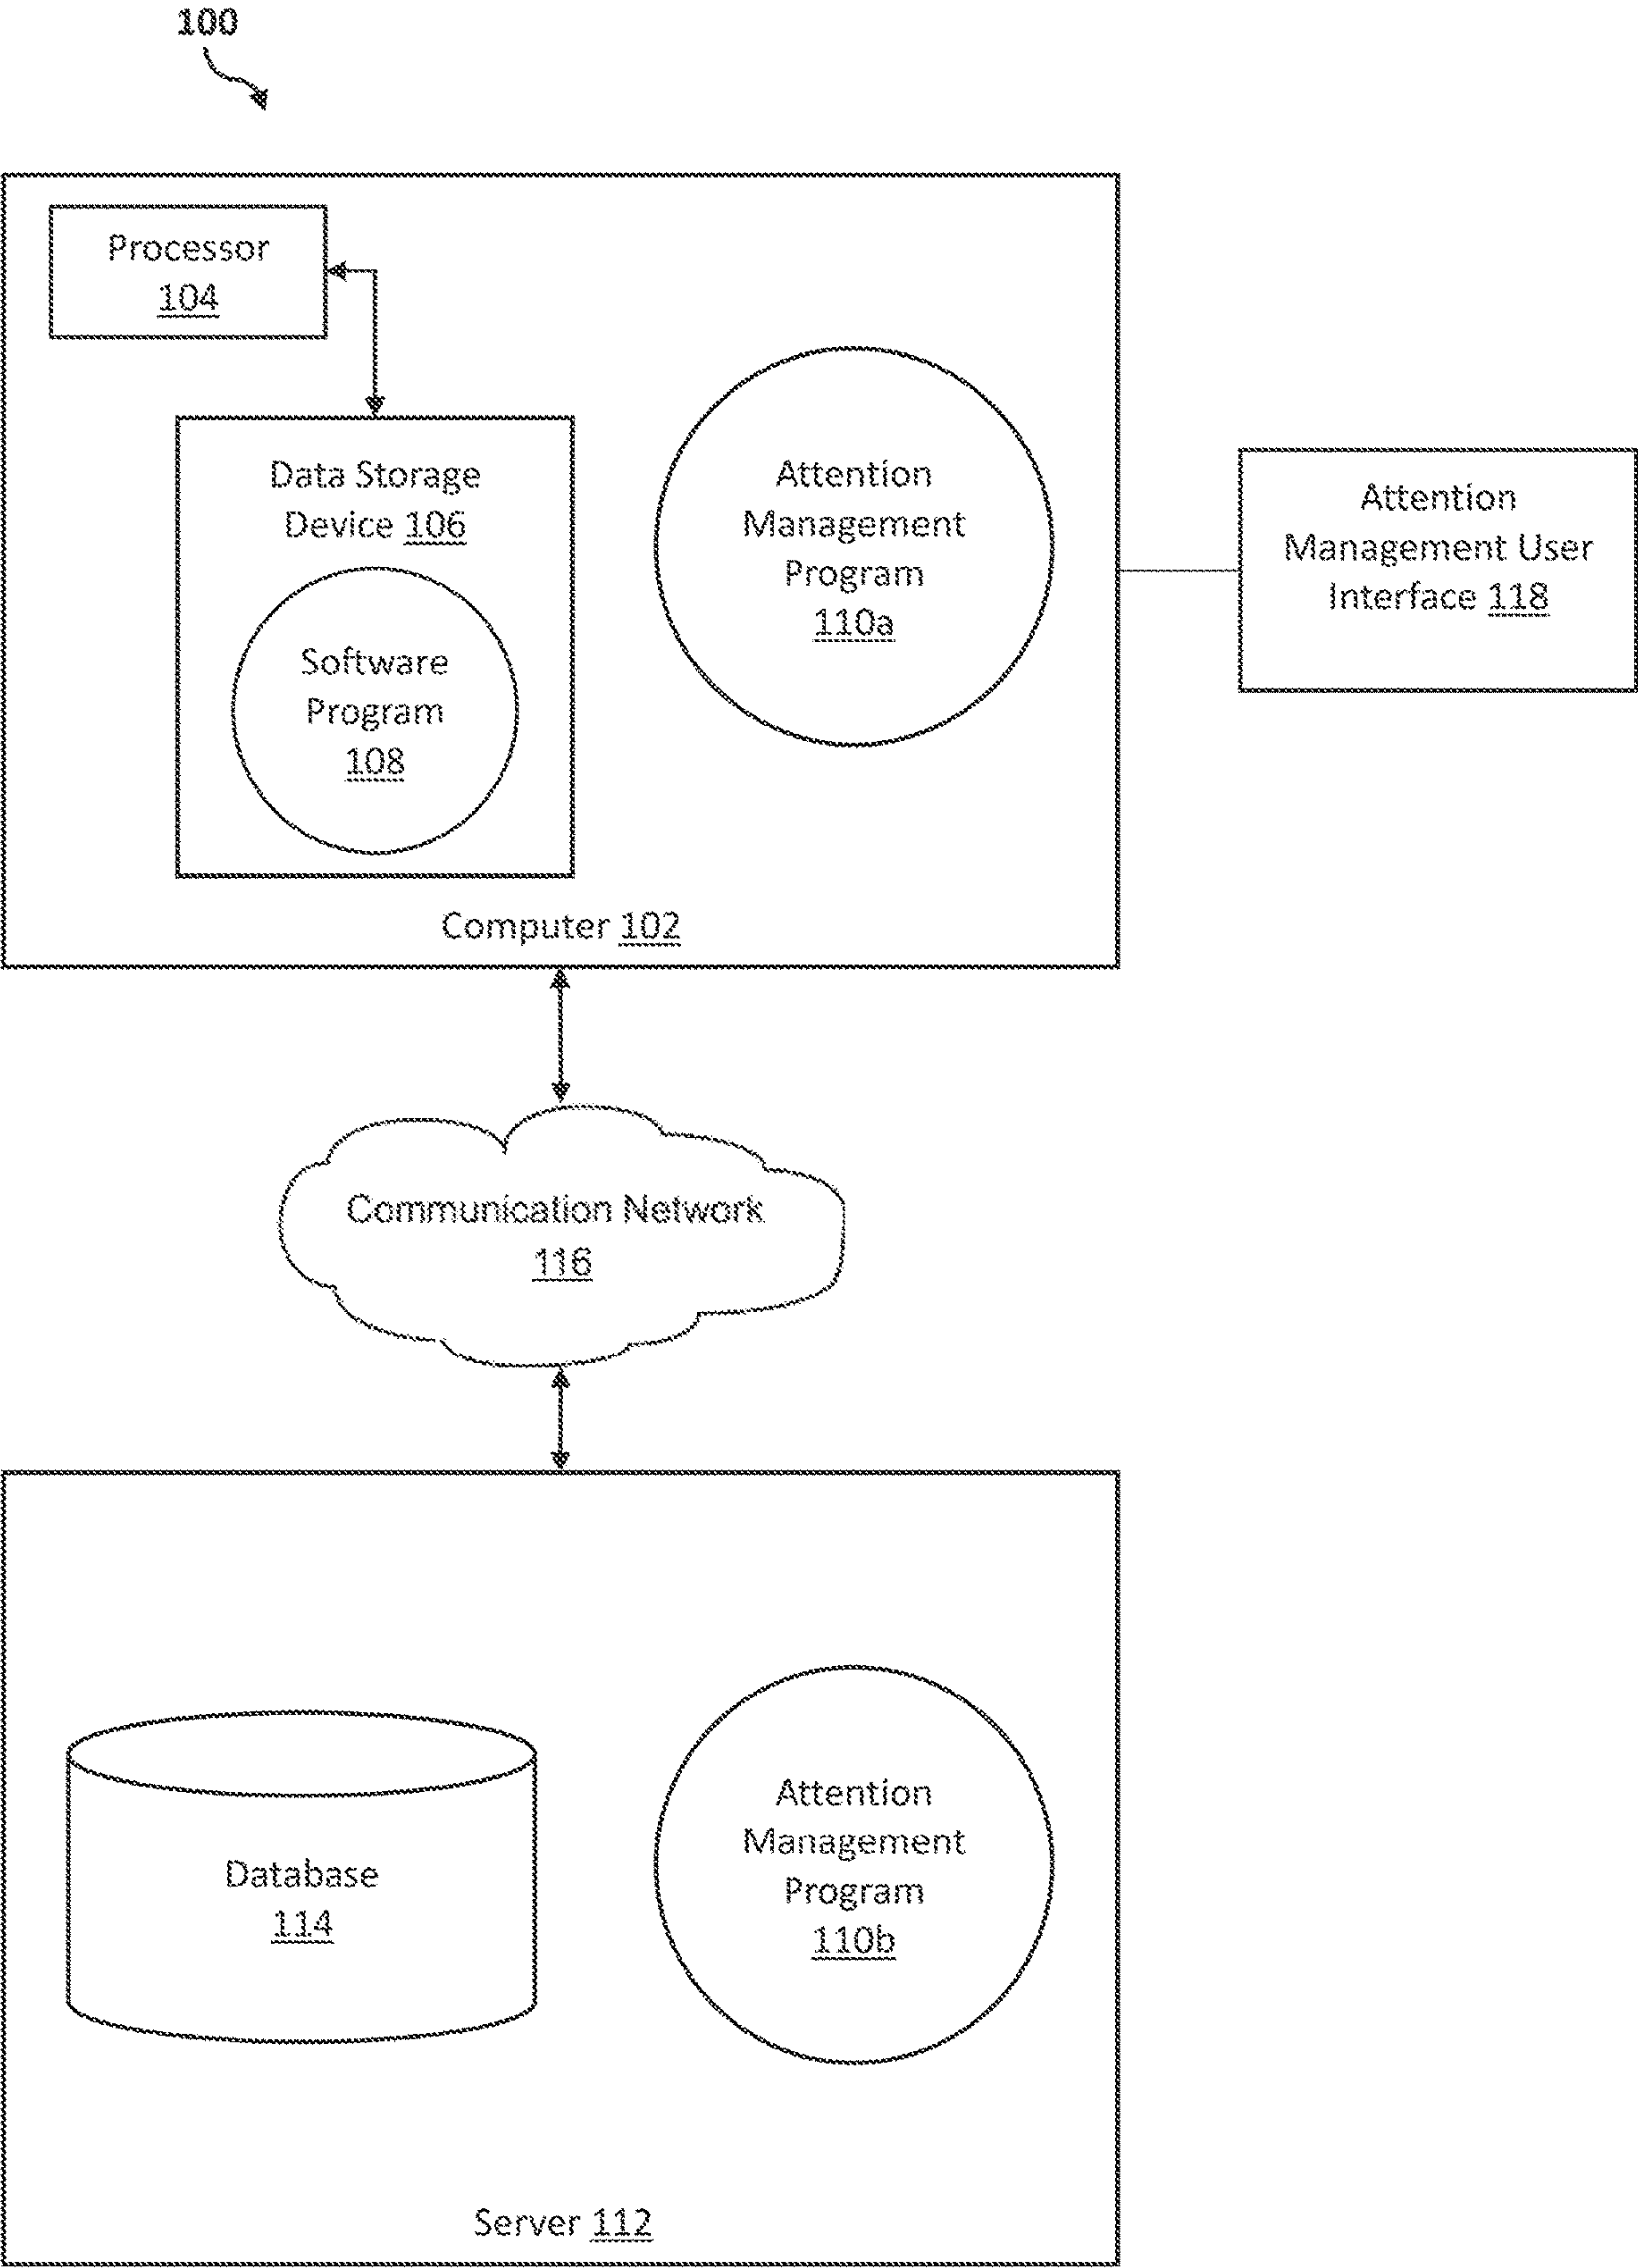 100
Processor
104
Data Storage
Device 106
Software
Program
108
Attention
Management
Program
110a
Attention
Management User
Interface 118
Computer 102
Communication Network
116
Database
114
Attention
Management
Program
110b
Server 112